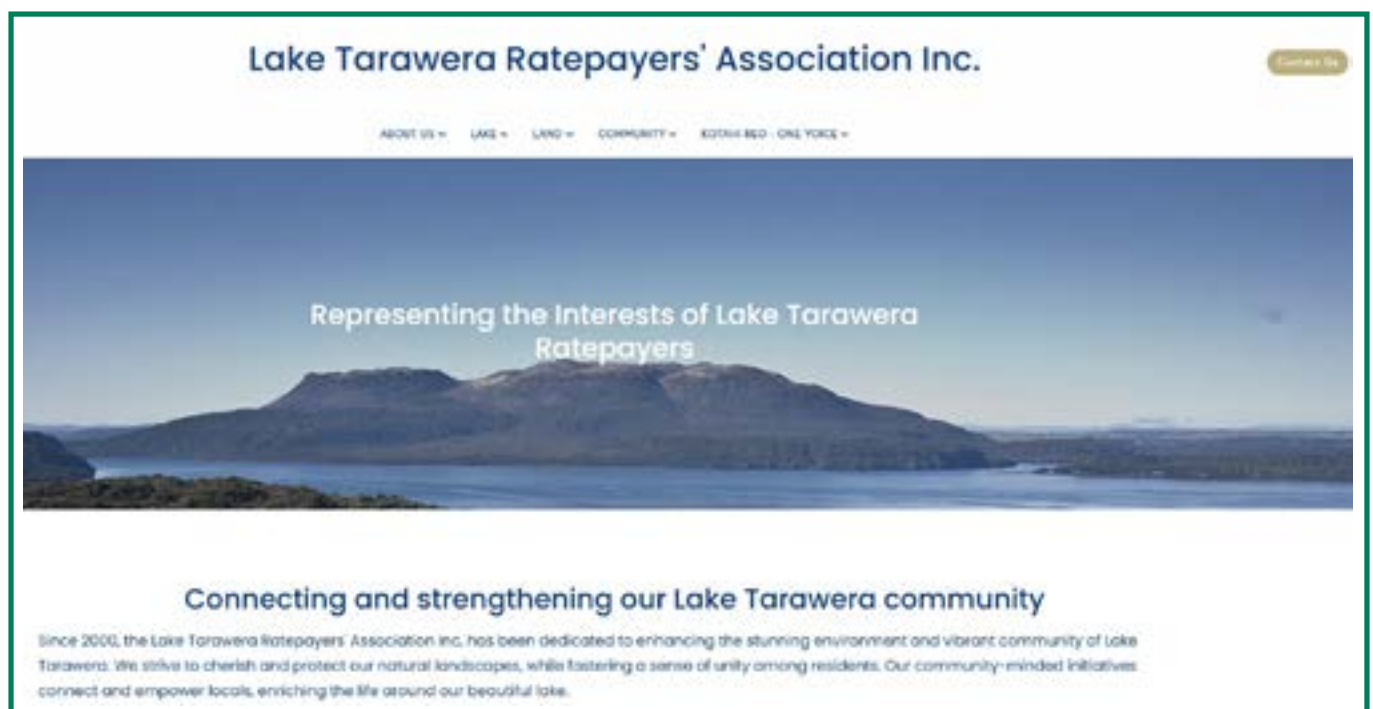 Lake Tarawera Ratepayers' Association Inc.
Contact Us
ABOUT US LAKE LAND COMMUNITY KOTAHI REO - ONE VOICE
Representing the Interests of Lake Tarawera
Ratepayers
Connecting and strengthening our Lake Tarawera community
Since 2000, the Lake Tarawera Ratepayers' Association Inc. has been dedicated to enhancing the stunning environment and vibrant community of Lake
Tarawera. We strive to cherish and protect our natural landscapes, while fostering a sense of unity among residents. Our community-minded initiatives
connect and empower locals, enriching the life around our beautiful lake.